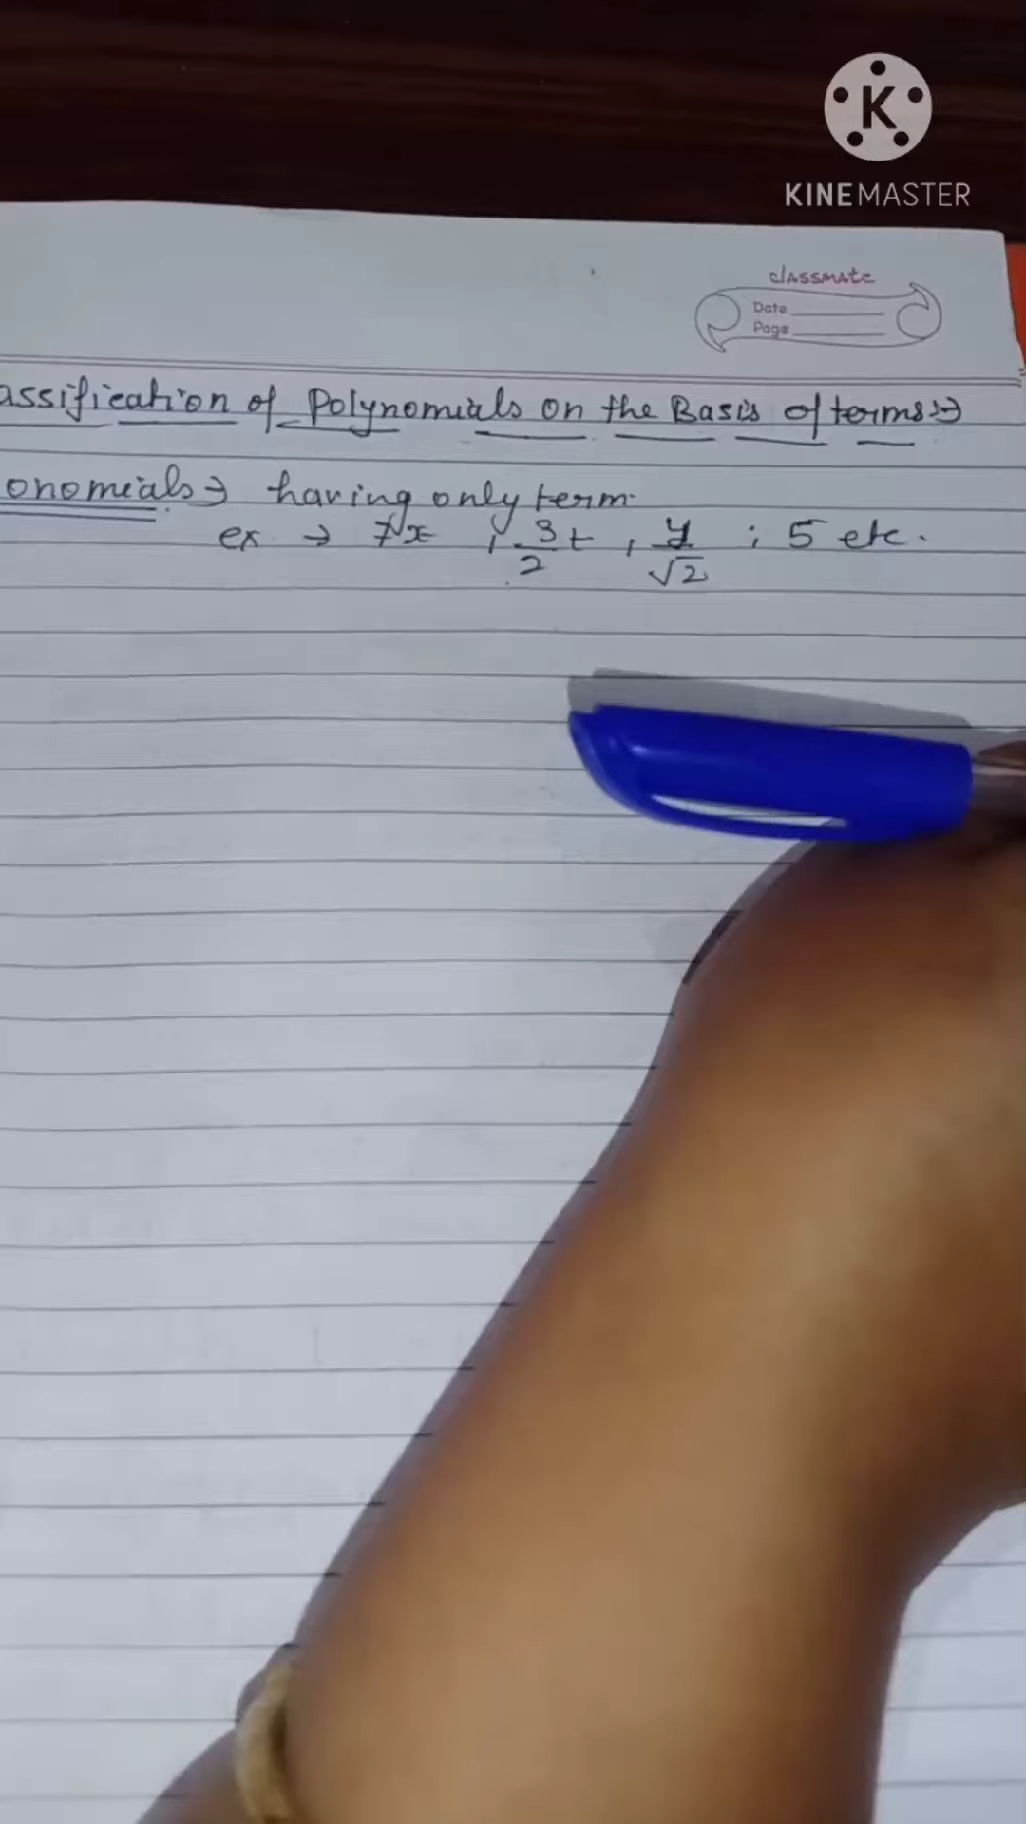 KINEMASTER
classmate
Date
Page
assification of Polynomials on the Basis of terms:→
onomials → having only term.
ex → 7x , 3/2 t , y/√2 ; 5 etc.